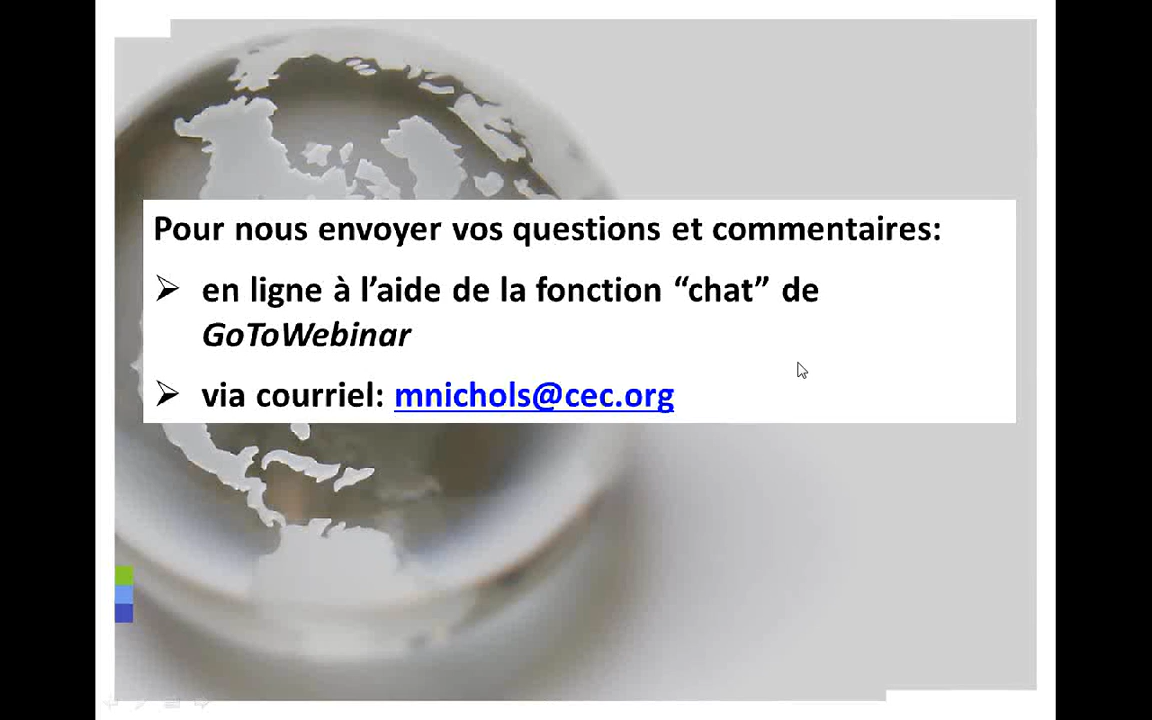 Pour nous envoyer vos questions et commentaires:
➢ en ligne à l’aide de la fonction “chat” de
GoToWebinar
➢ via courriel: mnichols@cec.org